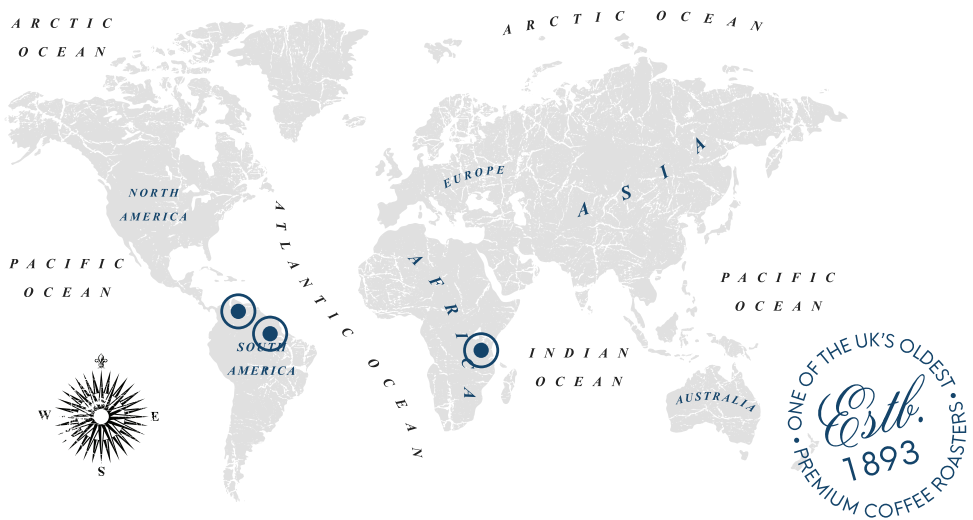 ARCTIC
OCEAN
ARCTIC OCEAN
NORTH
AMERICA
EUROPE
ASIA
ATLANTIC OCEAN
AFRICA
PACIFIC
OCEAN
PACIFIC
OCEAN
SOUTH
AMERICA
INDIAN
OCEAN
AUSTRALIA
W
E
S
• ONE OF THE UK'S OLDEST •
Estb.
1893
PREMIUM COFFEE ROASTERS